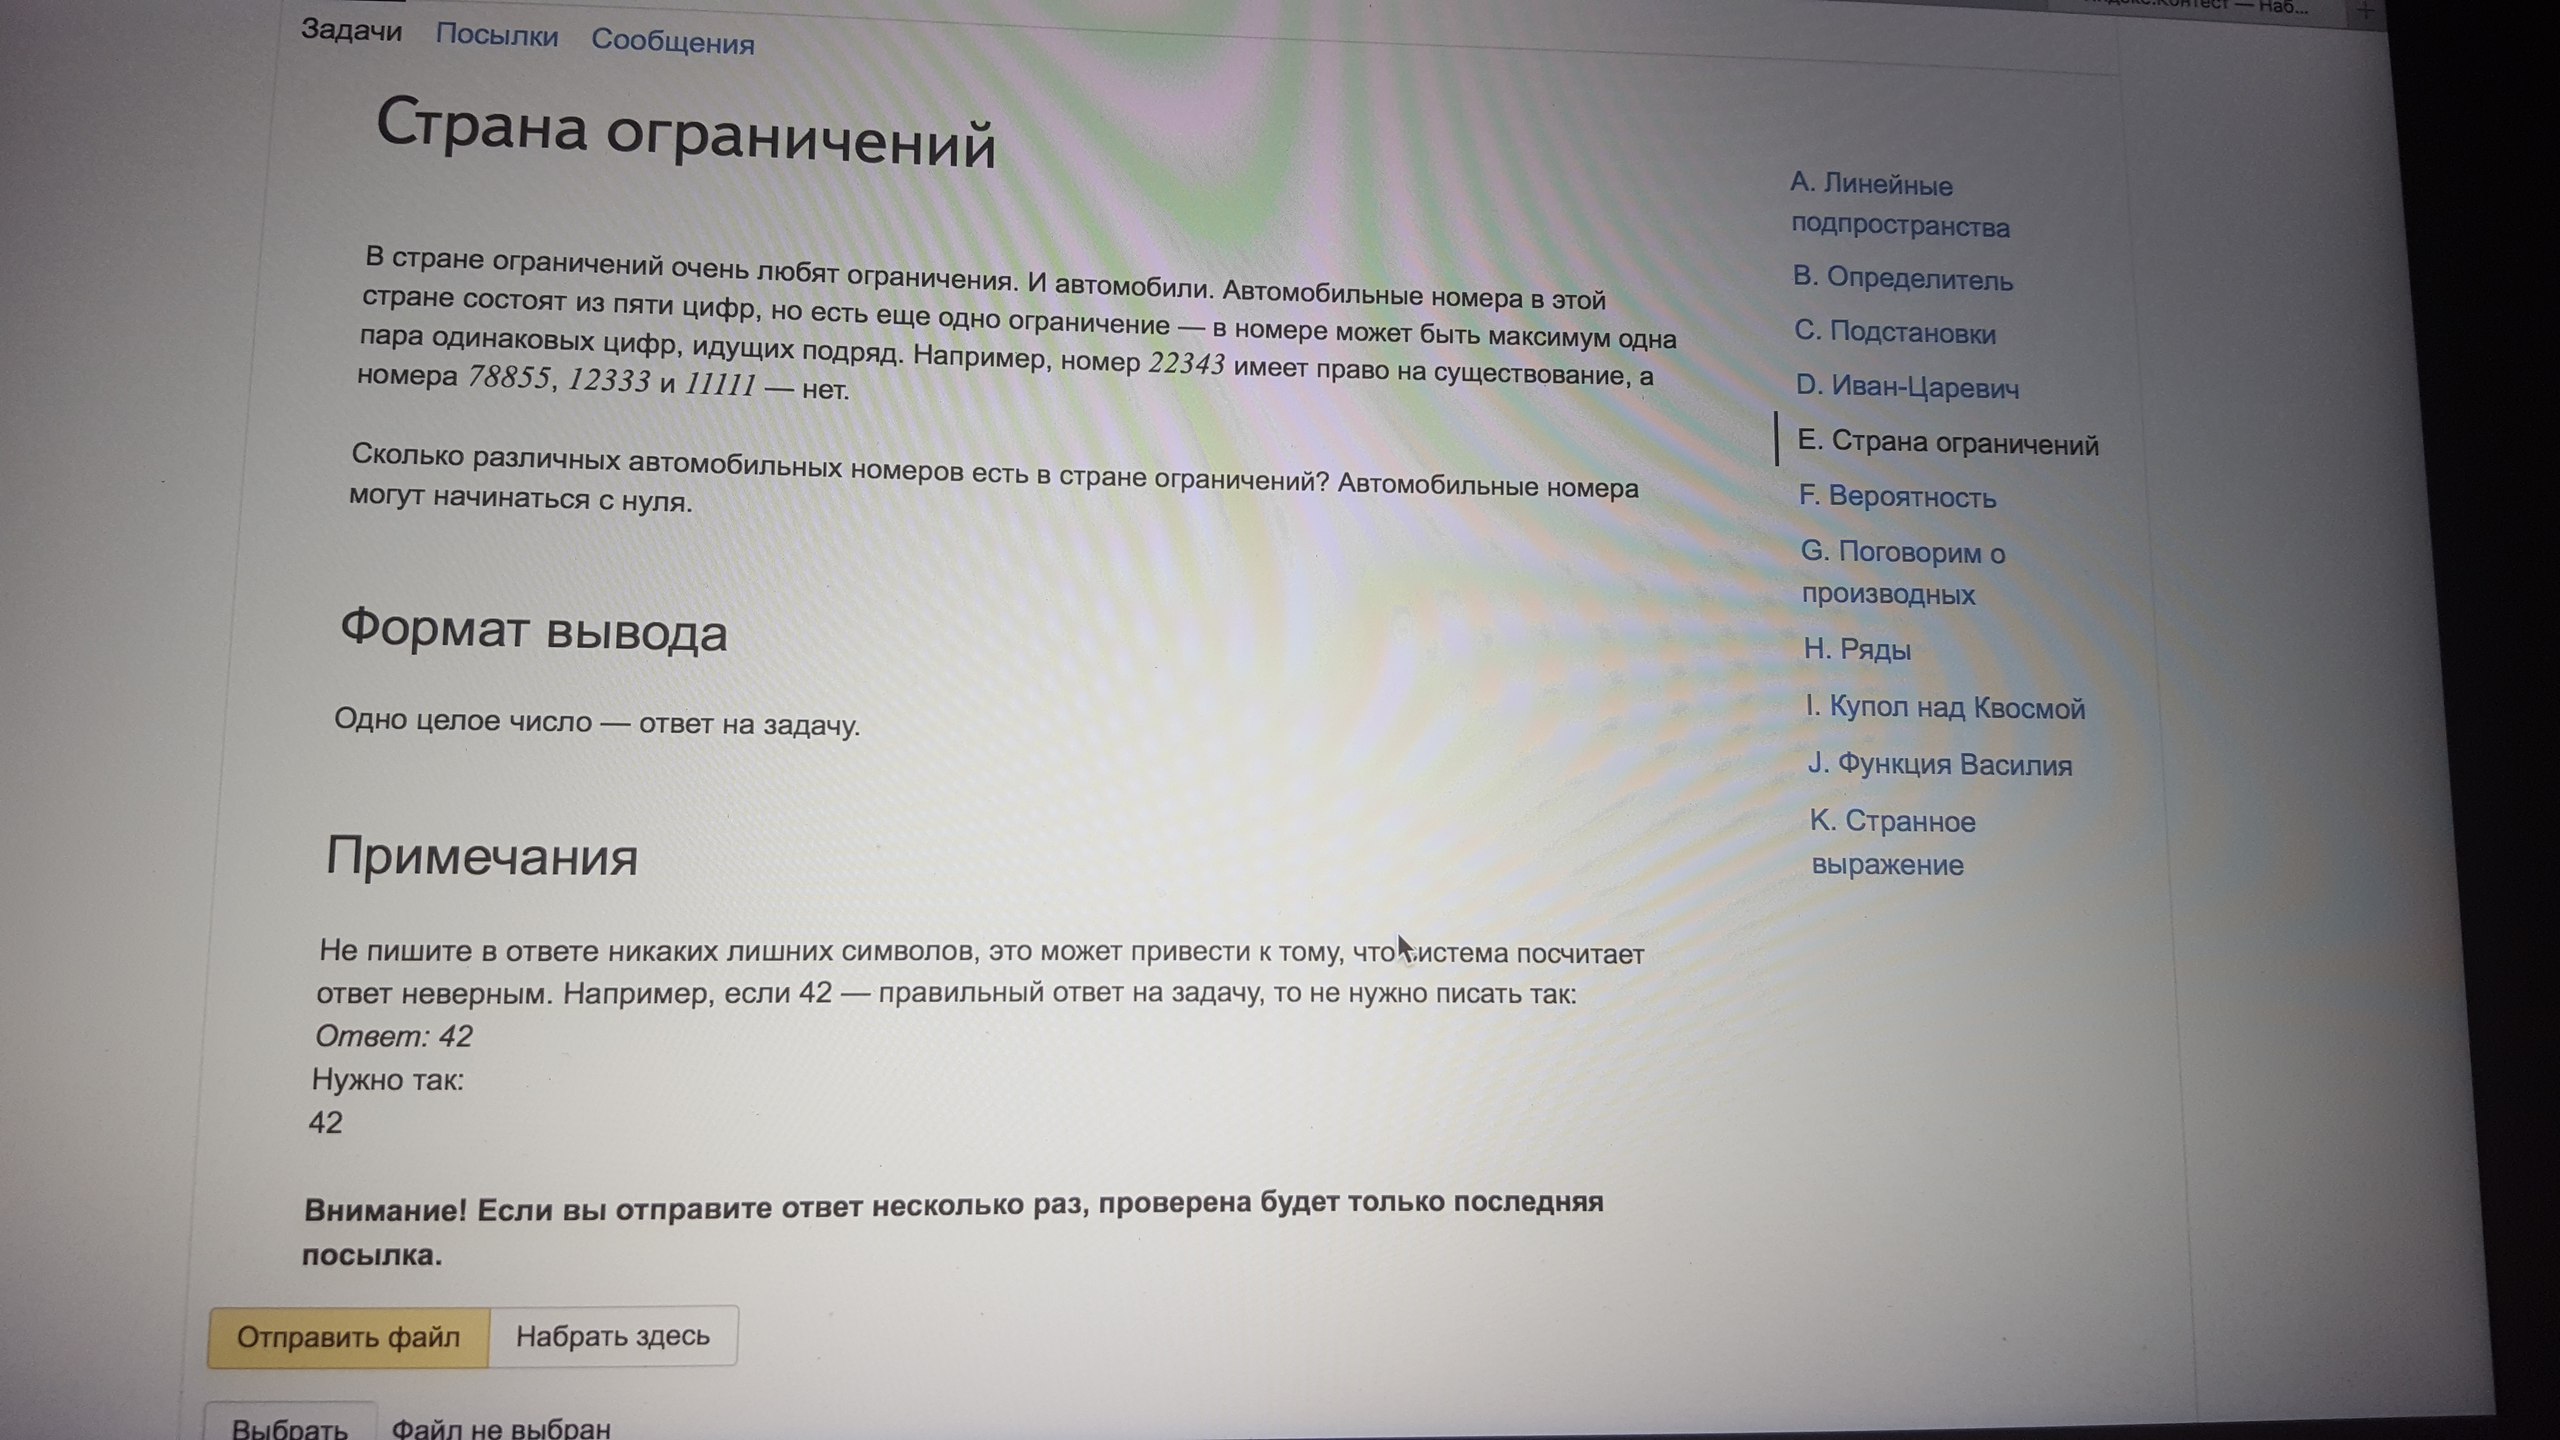 Задачи Посылки Сообщения
Страна ограничений
В стране ограничений очень любят ограничения. И автомобили. Автомобильные номера в этой
стране состоят из пяти цифр, но есть еще одно ограничение — в номере может быть максимум одна
пара одинаковых цифр, идущих подряд. Например, номер 22343 имеет право на существование, а
номера 78855, 12333 и 11111 — нет.
Сколько различных автомобильных номеров есть в стране ограничений? Автомобильные номера
могут начинаться с нуля.
Формат вывода
Одно целое число — ответ на задачу.
Примечания
Не пишите в ответе никаких лишних символов, это может привести к тому, что система посчитает
ответ неверным. Например, если 42 — правильный ответ на задачу, то не нужно писать так:
Ответ: 42
Нужно так:
42
Внимание! Если вы отправите ответ несколько раз, проверена будет только последняя
посылка.
Отправить файл Набрать здесь
Выбрать Файл не выбран
A. Линейные
подпространства
B. Определитель
C. Подстановки
D. Иван-Царевич
E. Страна ограничений
F. Вероятность
G. Поговорим о
производных
H. Ряды
I. Купол над Квосмой
J. Функция Василия
K. Странное
выражение